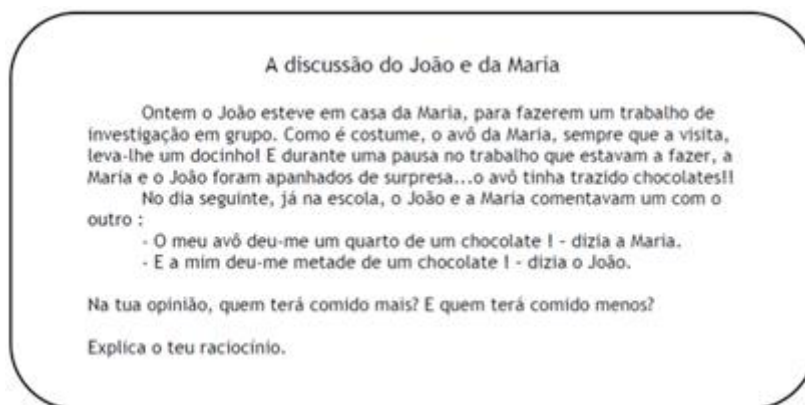 A discussão do João e da Maria
Ontem o João esteve em casa da Maria, para fazerem um trabalho de
investigação em grupo. Como é costume, o avô da Maria, sempre que a visita,
leva-lhe um docinho! E durante uma pausa no trabalho que estavam a fazer, a
Maria e o João foram apanhados de surpresa...o avô tinha trazido chocolates!!
No dia seguinte, já na escola, o João e a Maria comentavam um com o
outro :
- O meu avô deu-me um quarto de um chocolate ! - dizia a Maria.
- E a mim deu-me metade de um chocolate ! - dizia o João.
Na tua opinião, quem terá comido mais? E quem terá comido menos?
Explica o teu raciocínio.